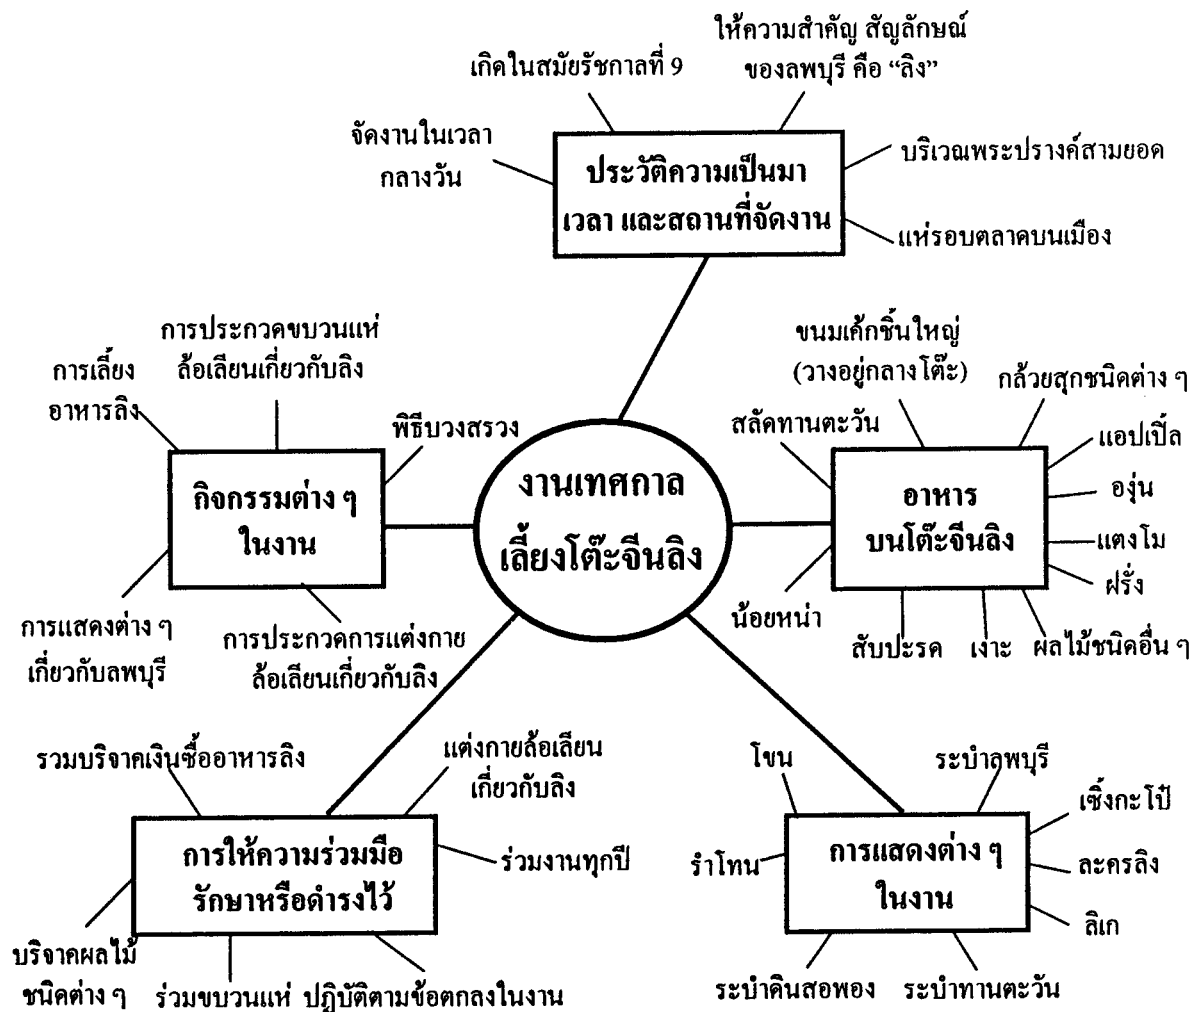 ให้ความสำคัญ สัญลักษณ์
ของลพบุรี คือ “ลิง”
เกิดในสมัยรัชกาลที่ 9
จัดงานในเวลา
กลางวัน
ประวัติความเป็นมา
เวลา และสถานที่จัดงาน
บริเวณพระปรางค์สามยอด
แห่รอบตลาดบนเมือง
การประกวดขบวนแห่
ล้อเลียนเกี่ยวกับลิง
การเลี้ยง
อาหารลิง
พิธีบวงสรวง
กิจกรรมต่าง ๆ
ในงาน
การแสดงต่าง ๆ
เกี่ยวกับลพบุรี
การประกวดการแต่งกาย
ล้อเลียนเกี่ยวกับลิง
งานเทศกาล
เลี้ยงโต๊ะจีนลิง
ขนมเค้กชิ้นใหญ่
(วางอยู่กลางโต๊ะ)
กล้วยสุกชนิดต่าง ๆ
สลัดทานตะวัน
แอปเปิ้ล
องุ่น
อาหาร
บนโต๊ะจีนลิง
แตงโม
ฝรั่ง
น้อยหน่า
สับปะรด
เงาะ
ผลไม้ชนิดอื่น ๆ
รวมบริจาคเงินซื้ออาหารลิง
แต่งกายล้อเลียน
เกี่ยวกับลิง
การให้ความร่วมมือ
รักษาหรือดำรงไว้
ร่วมงานทุกปี
บริจาคผลไม้
ชนิดต่าง ๆ
ร่วมขบวนแห่
ปฏิบัติตามข้อตกลงในงาน
โขน
ระบำลพบุรี
เซิ้งกะโป๋
รำโทน
การแสดงต่าง ๆ
ในงาน
ละครลิง
ลิเก
ระบำดินสอพอง
ระบำทานตะวัน